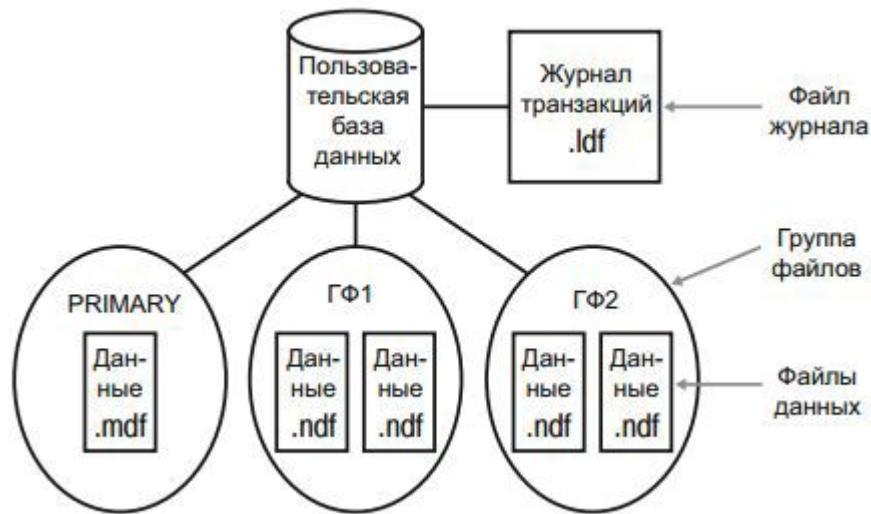 Пользова-
тельская
база
данных
Журнал
транзакций
.ldf
Файл
журнала
Группа
файлов
PRIMARY
Дан-
ные
.mdf
ГФ1
Дан-
ные
.ndf
Дан-
ные
.ndf
ГФ2
Дан-
ные
.ndf
Дан-
ные
.ndf
Файлы
данных